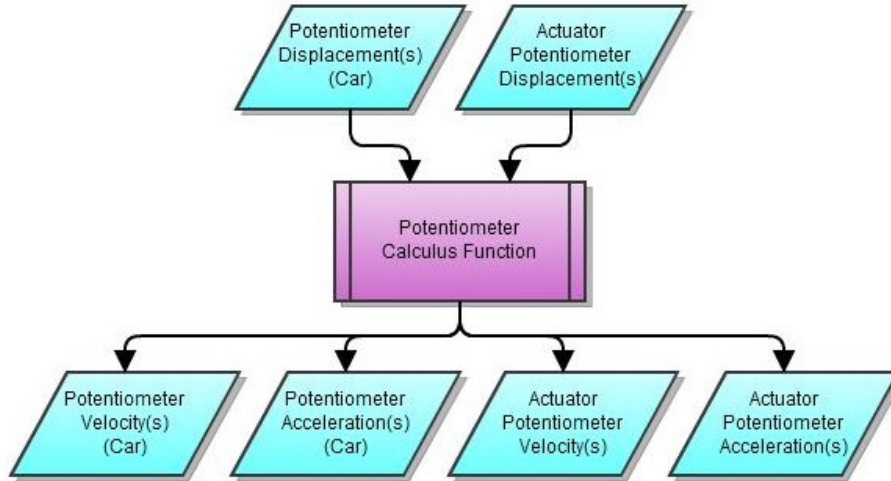 Potentiometer
Displacement(s)
(Car)
Actuator
Potentiometer
Displacement(s)
Potentiometer
Calculus Function
Potentiometer
Velocity(s)
(Car)
Potentiometer
Acceleration(s)
(Car)
Actuator
Potentiometer
Velocity(s)
Actuator
Potentiometer
Acceleration(s)